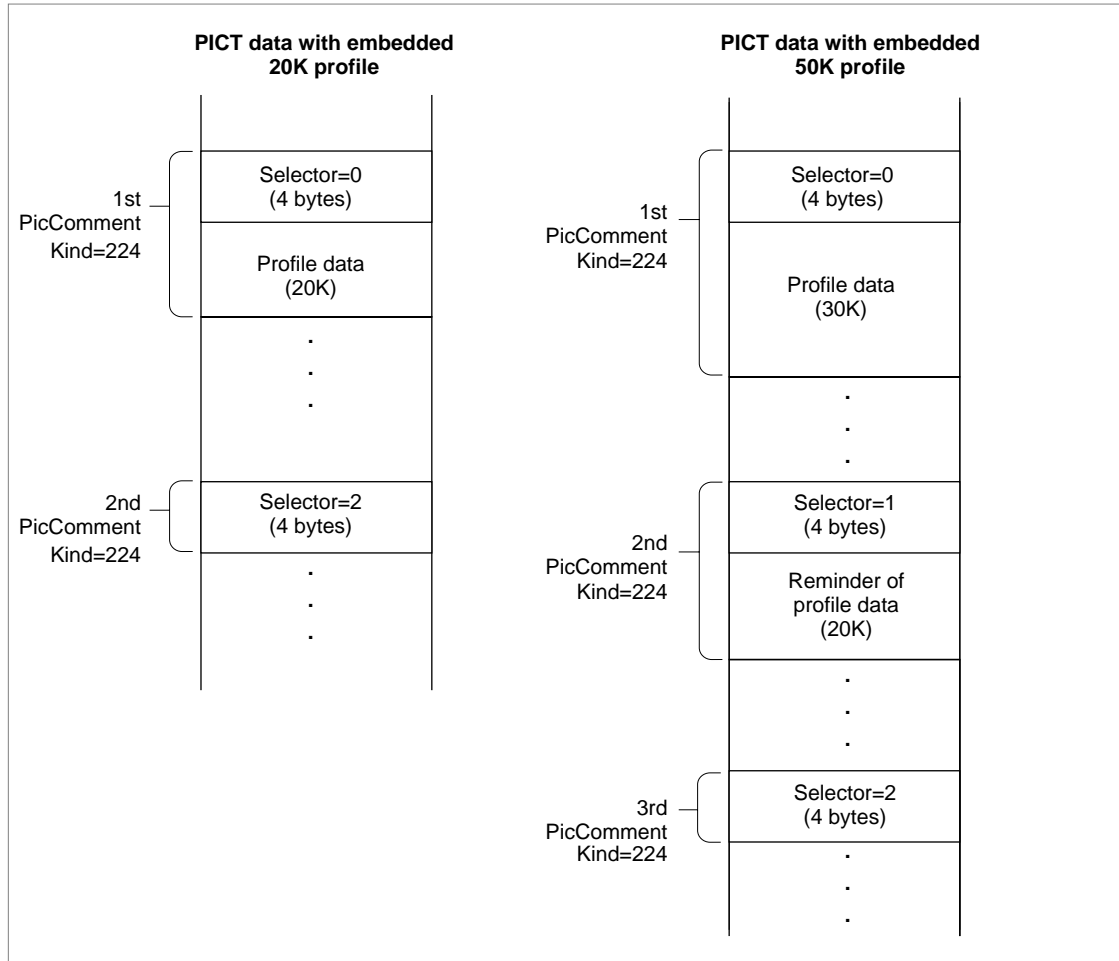 PICT data with embedded
20K profile
1st
PicComment
Kind=224
Selector=0
(4 bytes)
Profile data
(20K)
.
.
.
2nd
PicComment
Kind=224
Selector=2
(4 bytes)
.
.
.
PICT data with embedded
50K profile
1st
PicComment
Kind=224
Selector=0
(4 bytes)
Profile data
(30K)
.
.
.
2nd
PicComment
Kind=224
Selector=1
(4 bytes)
Reminder of
profile data
(20K)
.
.
.
3rd
PicComment
Kind=224
Selector=2
(4 bytes)
.
.
.